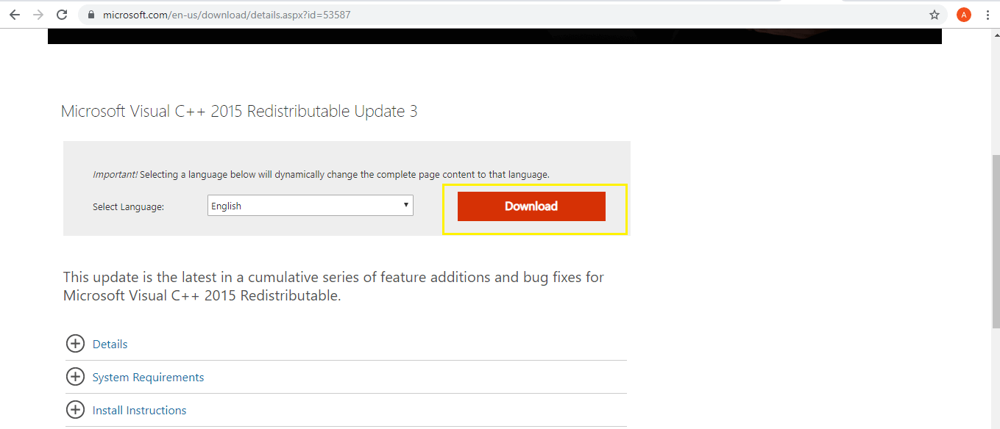 microsoft.com/en-us/download/details.aspx?id=53587
A
Microsoft Visual C++ 2015 Redistributable Update 3
Important! Selecting a language below will dynamically change the complete page content to that language.
Select Language:
English
Download
This update is the latest in a cumulative series of feature additions and bug fixes for
Microsoft Visual C++ 2015 Redistributable.
Details
System Requirements
Install Instructions